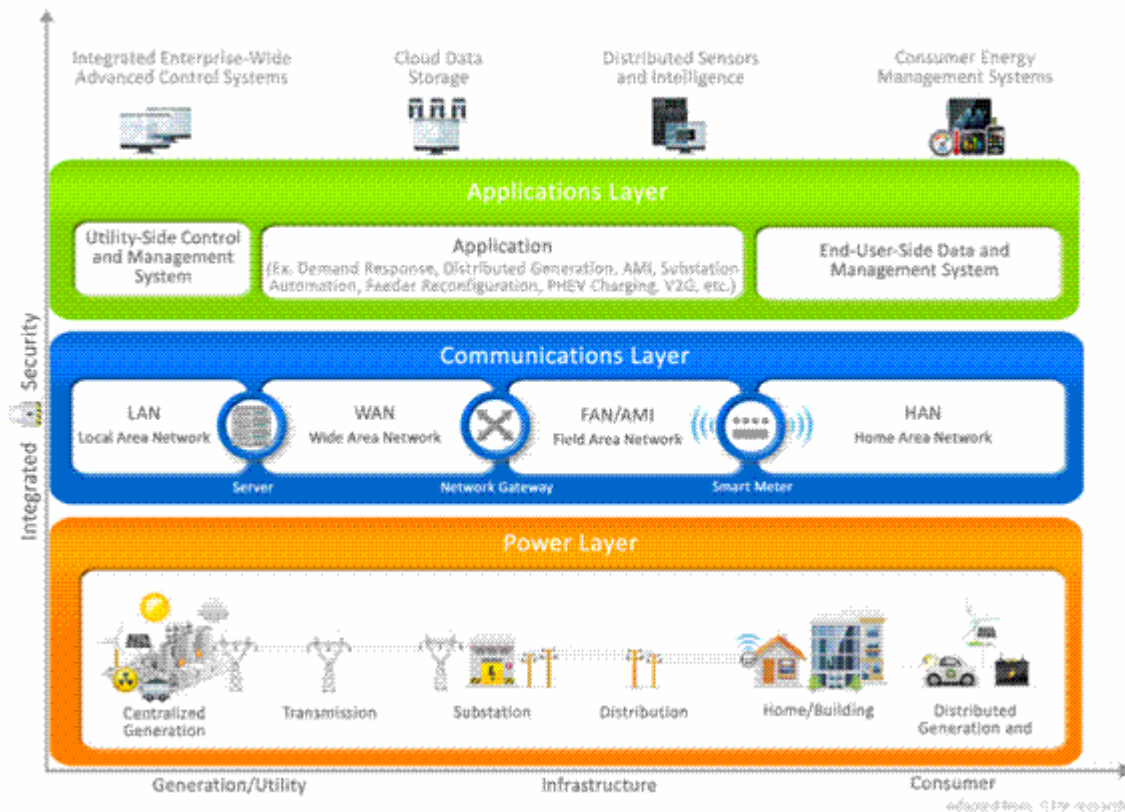 Integrated Enterprise-Wide
Advanced Control Systems
Cloud Data
Storage
Distributed Sensors
and Intelligence
Consumer Energy
Management Systems
Applications Layer
Utility-Side Control
and Management
System
Application
(Ex. Demand Response, Distributed Generation, AMI, Substation
Automation, Feeder Reconfiguration, PHEV Charging, V2G, etc.)
End-User-Side Data and
Management System
Communications Layer
LAN
Local Area Network
WAN
Wide Area Network
FAN/AMI
Field Area Network
HAN
Home Area Network
Server
Network Gateway
Smart Meter
Power Layer
Centralized
Generation
Transmission
Substation
Distribution
Home/Building
Distributed
Generation and
Integrated Security
Generation/Utility
Infrastructure
Consumer
Adapted from